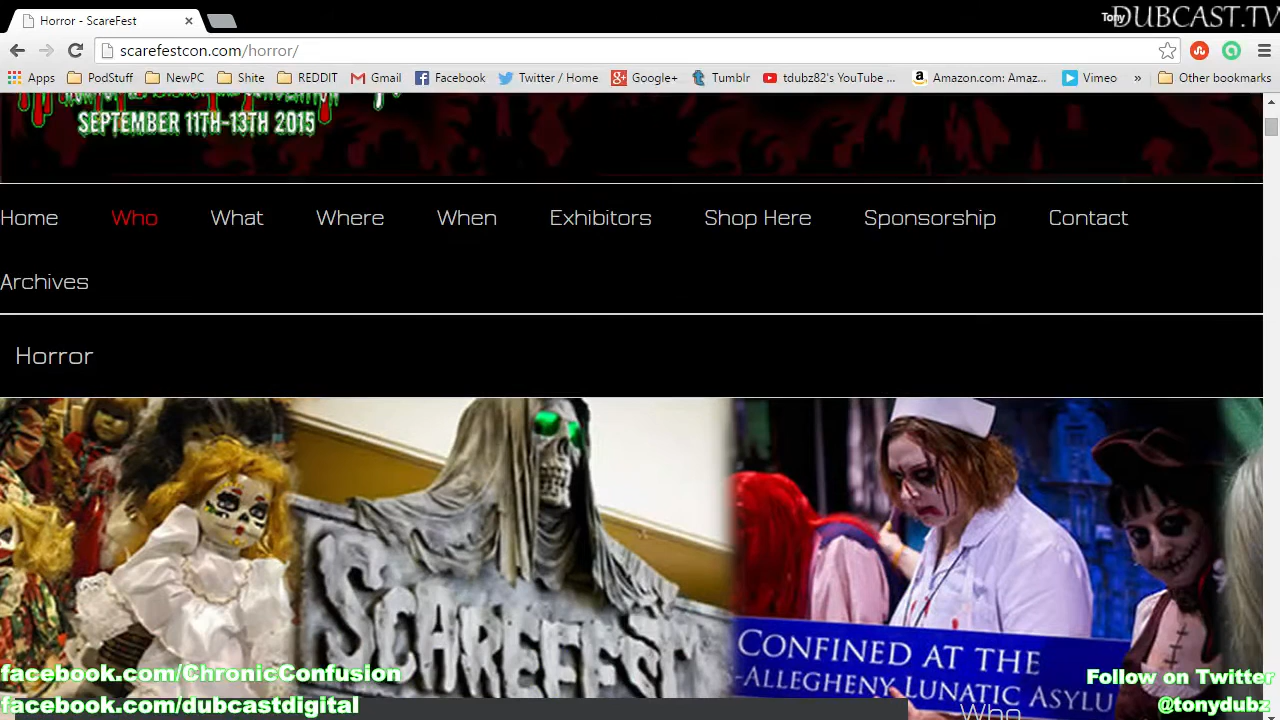 Horror - ScareFest
Tony
DUBCAST.TV
scarefestcon.com/horror/
Apps PodStuff NewPC Shite REDDIT Gmail Facebook Twitter / Home Google+ Tumblr tdubz82's YouTube ... Amazon.com: Amaz... Vimeo » Other bookmarks
SEPTEMBER 11TH-13TH 2015
Home Who What Where When Exhibitors Shop Here Sponsorship Contact
Archives
Horror
SCAREFEST
CONFINED AT THE
-ALLEGHENY LUNATIC ASYLU
Who
facebook.com/ChronicConfusion
facebook.com/dubcastdigital
Follow on Twitter
@tonydubz